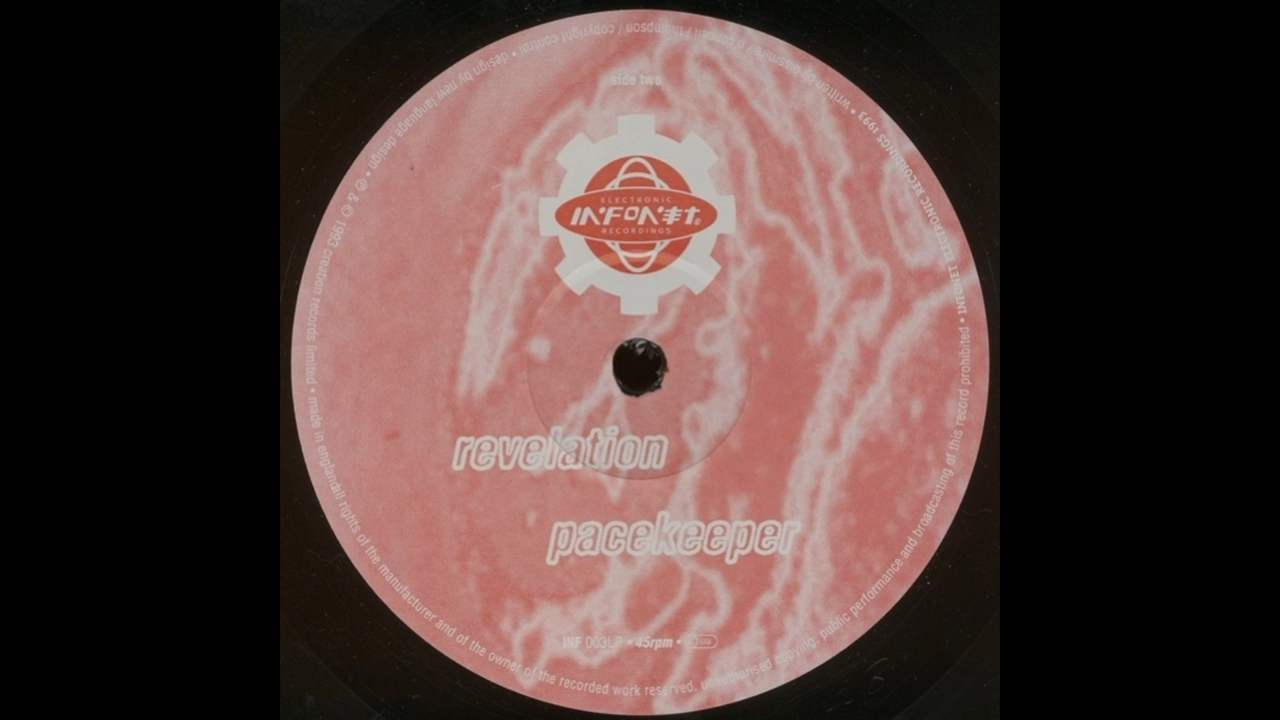 side two
ELECTRONIC
INFONET
RECORDINGS
revelation
pacekeeper
INF 003LP • 45rpm •
all rights of the manufacturer and of the owner of the recorded work reserved. unauthorised copying, public performance and broadcasting of this record prohibited • INFONET ELECTRONIC RECORDINGS 1993 • written by / thompson / copyright control • design by new language design • ℗ & © 1993 creation records limited • made in england